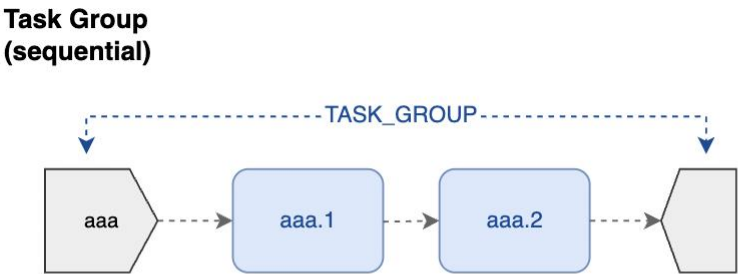 Task Group
(sequential)
TASK_GROUP
aaa
aaa.1
aaa.2